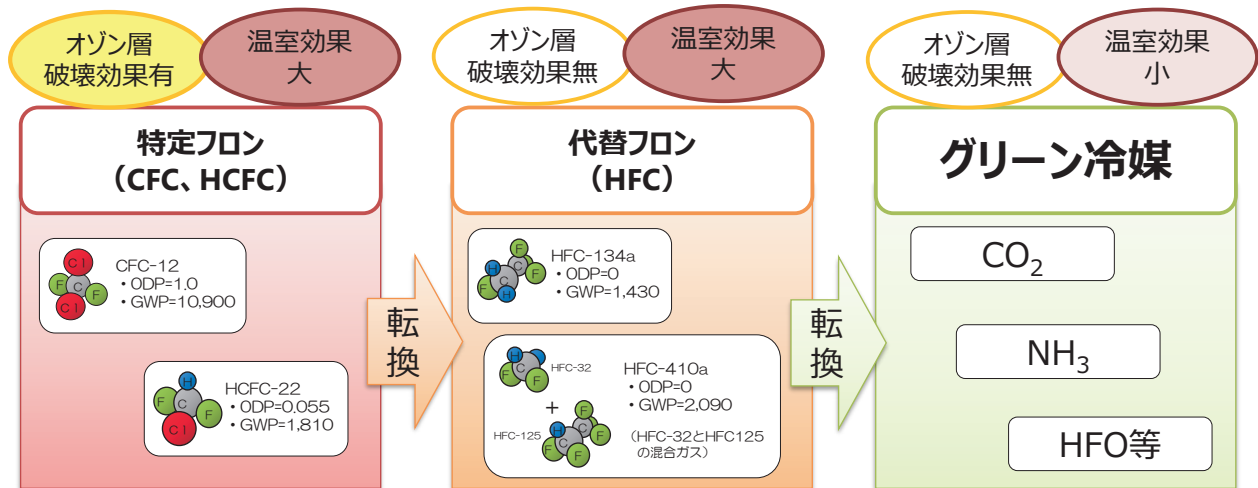 オゾン層
破壊効果有
温室効果
大
特定フロン
（CFC、HCFC）
CFC-12
・ODP=1.0
・GWP=10,900
Cl
F
C
F
Cl
HCFC-22
・ODP=0.055
・GWP=1,810
H
F
C
F
Cl
転
換
オゾン層
破壊効果無
温室効果
大
代替フロン
（HFC）
HFC-134a
・ODP=0
・GWP=1,430
F
H
C
F
C
F
H
HFC-410a
・ODP=0
・GWP=2,090
（HFC-32とHFC125
の混合ガス）
H
C
F
F
HFC-32
+
HFC-125
F
H
C
F
C
F
F
転
換
オゾン層
破壊効果無
温室効果
小
グリーン冷媒
CO₂
NH₃
HFO等